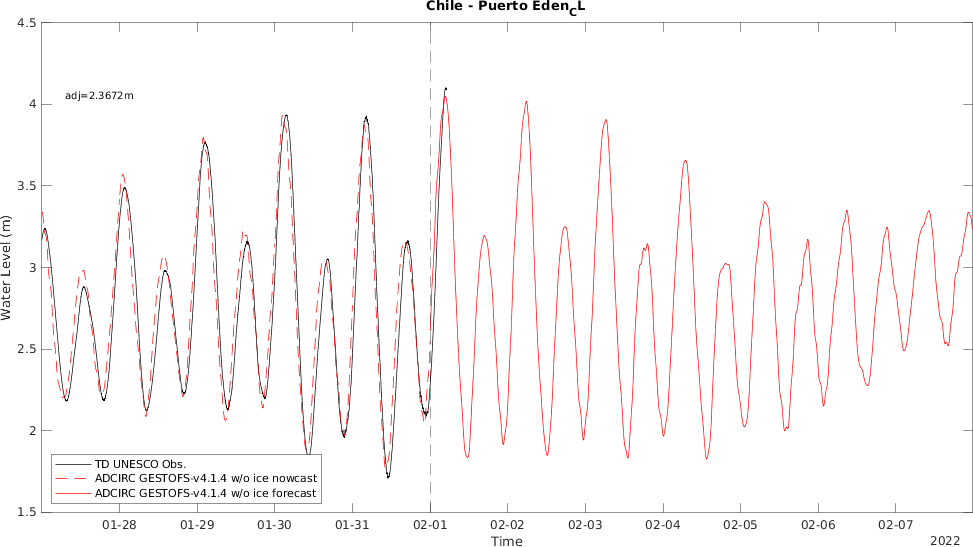 Chile - Puerto Eden_CL
4.5
adj=2.3672m
4
3.5
3
2.5
2
1.5
Water Level (m)
TD UNESCO Obs.
ADCIRC GESTOFS-v4.1.4 w/o ice nowcast
ADCIRC GESTOFS-v4.1.4 w/o ice forecast
01-28 01-29 01-30 01-31 02-01 02-02 02-03 02-04 02-05 02-06 02-07
Time
2022